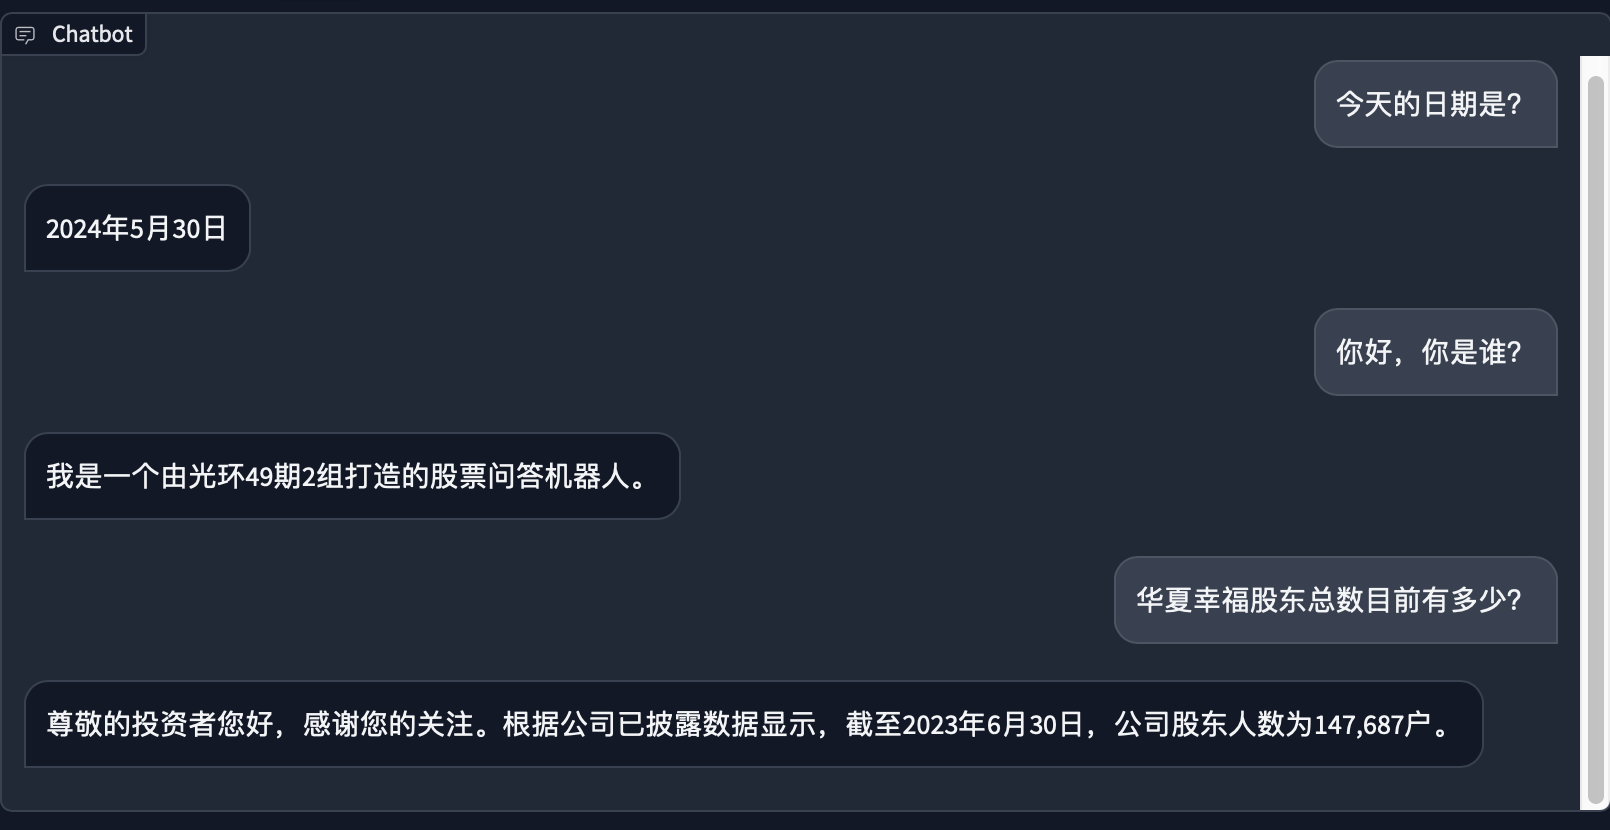 Chatbot
今天的日期是?
2024年5月30日
你好，你是谁?
我是一个由光环49期2组打造的股票问答机器人。
华夏幸福股东总数目前有多少?
尊敬的投资者您好，感谢您的关注。根据公司已披露数据显示，截至2023年6月30日，公司股东人数为147,687户。